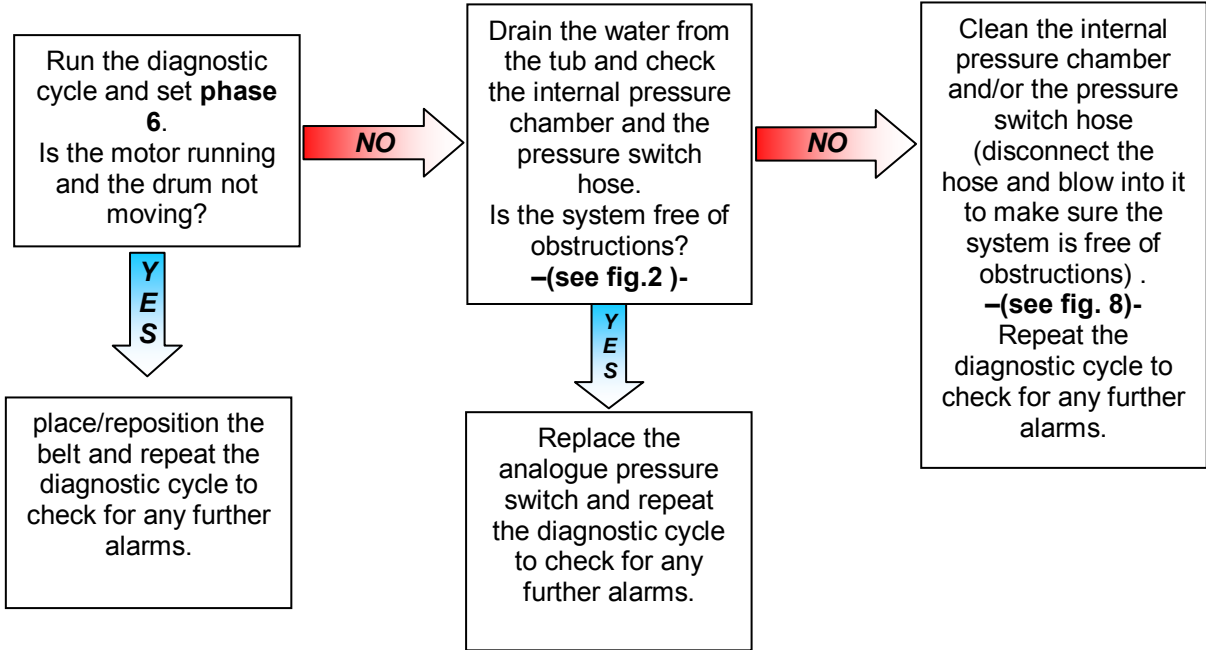 Run the diagnostic
cycle and set phase
6.
Is the motor running
and the drum not
moving?
NO
Drain the water from
the tub and check
the internal pressure
chamber and the
pressure switch
hose.
Is the system free of
obstructions?
–(see fig.2 )-
NO
Clean the internal
pressure chamber
and/or the pressure
switch hose
(disconnect the
hose and blow into it
to make sure the
system is free of
obstructions) .
–(see fig. 8)-
Repeat the
diagnostic cycle to
check for any further
alarms.
Y
E
S
place/reposition the
belt and repeat the
diagnostic cycle to
check for any further
alarms.
Y
E
S
Replace the
analogue pressure
switch and repeat
the diagnostic cycle
to check for any
further alarms.